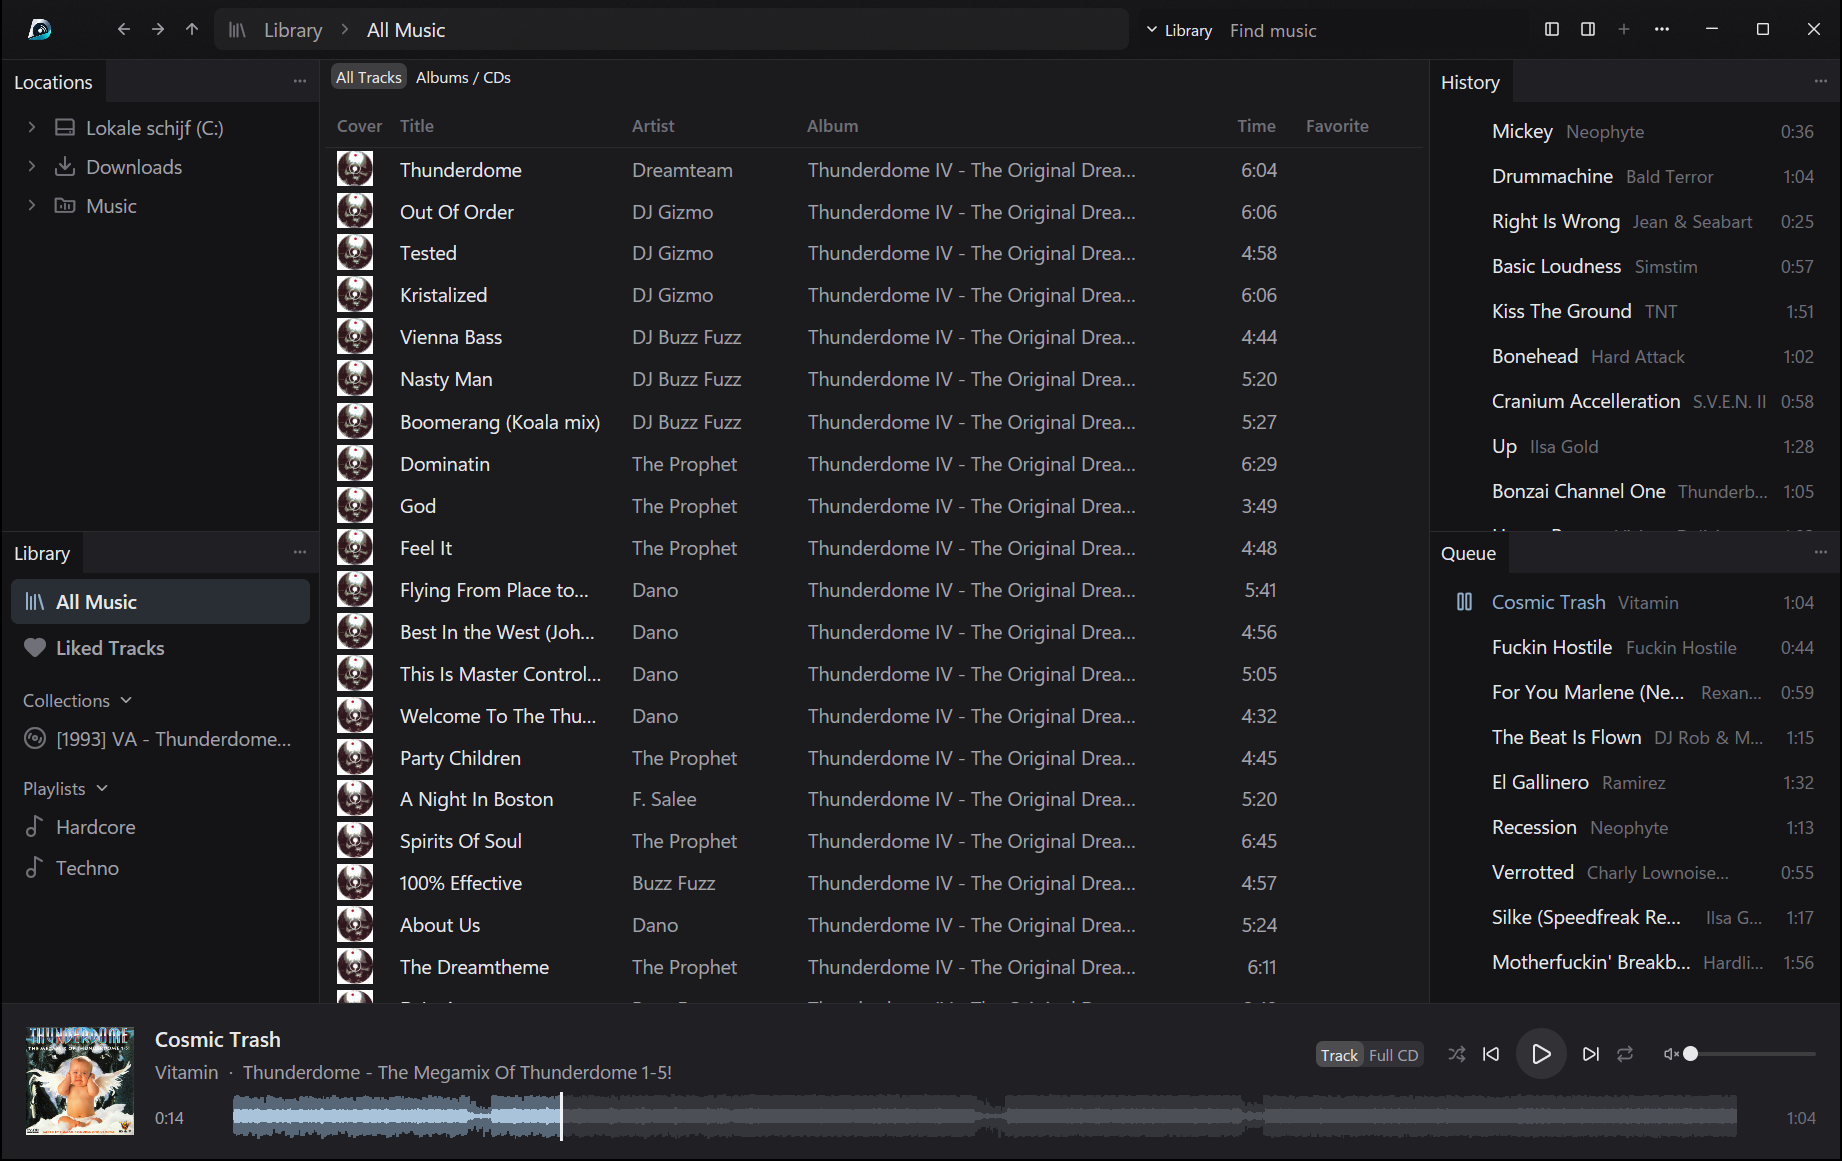 Library > All Music
Library Find music
Locations
Lokale schijf (C:)
Downloads
Music
Library
All Music
Liked Tracks
Collections
[1993] VA - Thunderdome...
Playlists
Hardcore
Techno
All Tracks Albums / CDs
Cover Title Artist Album Time Favorite
Thunderdome Dreamteam Thunderdome IV - The Original Drea... 6:04
Out Of Order DJ Gizmo Thunderdome IV - The Original Drea... 6:06
Tested DJ Gizmo Thunderdome IV - The Original Drea... 4:58
Kristalized DJ Gizmo Thunderdome IV - The Original Drea... 6:06
Vienna Bass DJ Buzz Fuzz Thunderdome IV - The Original Drea... 4:44
Nasty Man DJ Buzz Fuzz Thunderdome IV - The Original Drea... 5:20
Boomerang (Koala mix) DJ Buzz Fuzz Thunderdome IV - The Original Drea... 5:27
Dominatin The Prophet Thunderdome IV - The Original Drea... 6:29
God The Prophet Thunderdome IV - The Original Drea... 3:49
Feel It The Prophet Thunderdome IV - The Original Drea... 4:48
Flying From Place to... Dano Thunderdome IV - The Original Drea... 5:41
Best In the West (Joh... Dano Thunderdome IV - The Original Drea... 4:56
This Is Master Control... Dano Thunderdome IV - The Original Drea... 5:05
Welcome To The Thu... Dano Thunderdome IV - The Original Drea... 4:32
Party Children The Prophet Thunderdome IV - The Original Drea... 4:45
A Night In Boston F. Salee Thunderdome IV - The Original Drea... 5:20
Spirits Of Soul The Prophet Thunderdome IV - The Original Drea... 6:45
100% Effective Buzz Fuzz Thunderdome IV - The Original Drea... 4:57
About Us Dano Thunderdome IV - The Original Drea... 5:24
The Dreamtheme The Prophet Thunderdome IV - The Original Drea... 6:11
History
Mickey Neophyte 0:36
Drummachine Bald Terror 1:04
Right Is Wrong Jean & Seabart 0:25
Basic Loudness Simstim 0:57
Kiss The Ground TNT 1:51
Bonehead Hard Attack 1:02
Cranium Accelleration S.V.E.N. II 0:58
Up Ilsa Gold 1:28
Bonzai Channel One Thunderb... 1:05
Queue
Cosmic Trash Vitamin 1:04
Fuckin Hostile Fuckin Hostile 0:44
For You Marlene (Ne... Rexan... 0:59
The Beat Is Flown DJ Rob & M... 1:15
El Gallinero Ramirez 1:32
Recession Neophyte 1:13
Verrotted Charly Lownoise... 0:55
Silke (Speedfreak Re... Ilsa G... 1:17
Motherfuckin' Breakb... Hardli... 1:56
THUNDERDOME
Cosmic Trash
Vitamin · Thunderdome - The Megamix Of Thunderdome 1-5!
0:14
1:04
Track Full CD